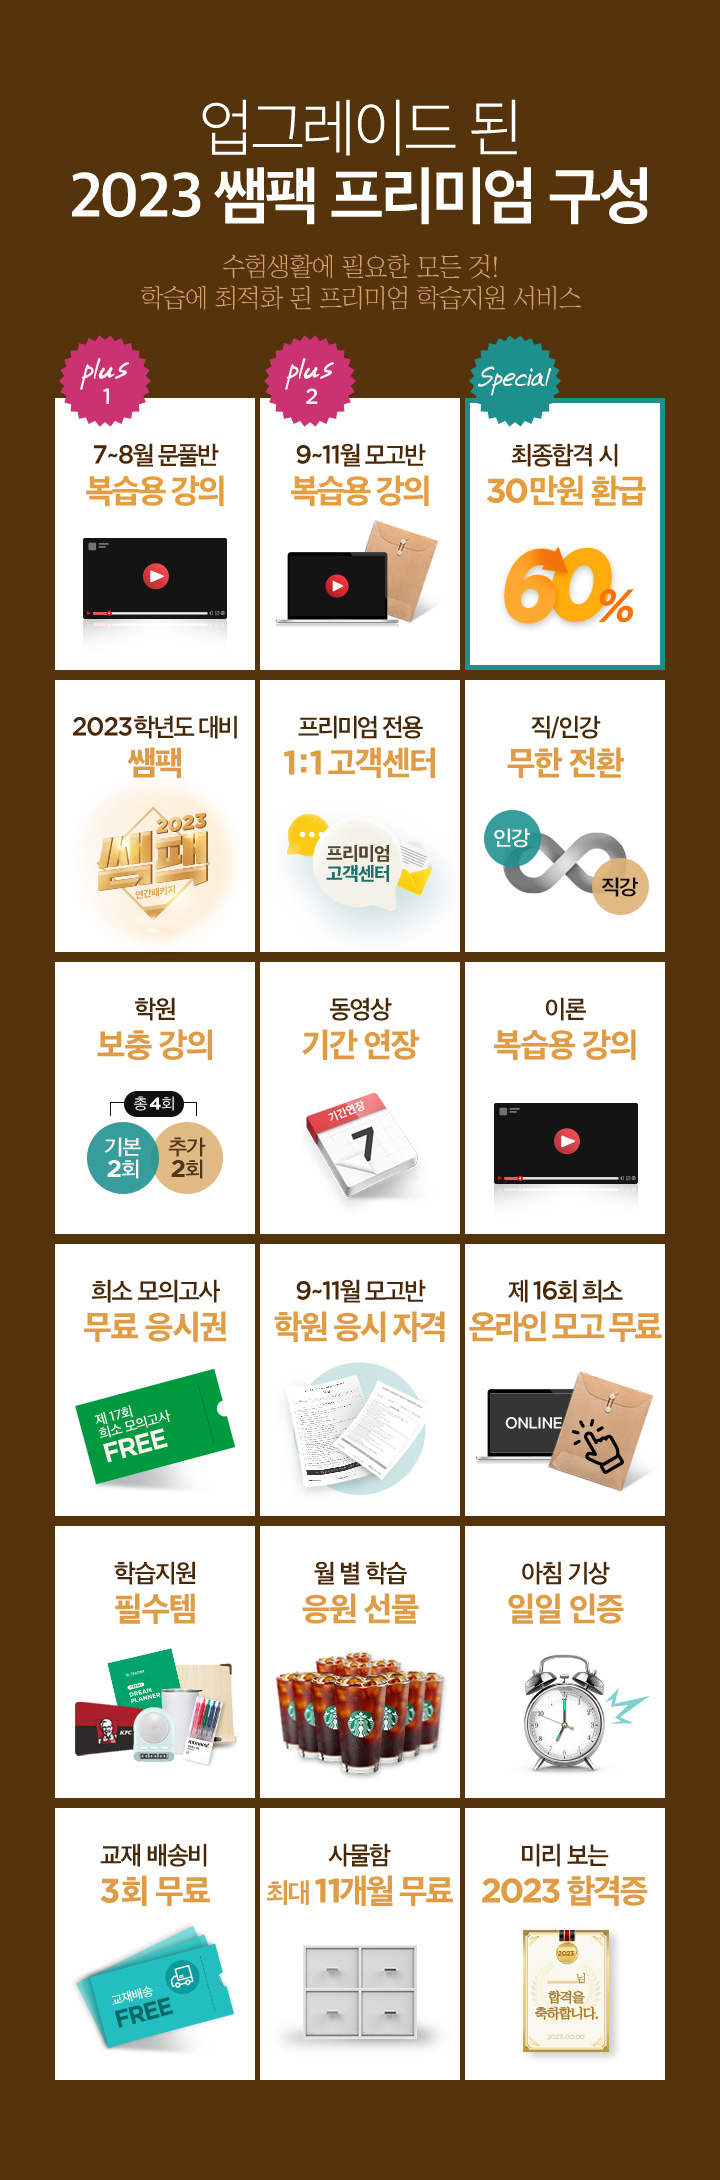 업그레이드 된
2023 쌤팩 프리미엄 구성
수험생활에 필요한 모든 것!
학습에 최적화 된 프리미엄 학습지원 서비스
plus
1
7~8월 문풀반
복습용 강의
plus
2
9~11월 모고반
복습용 강의
Special
최종합격 시
30만원 환급
60%
2023학년도 대비
쌤팩
2023
쌤팩
연간패키지
프리미엄 전용
1:1 고객센터
프리미엄
고객센터
직/인강
무한 전환
인강
직강
학원
보충 강의
총 4회
기본
2회
추가
2회
동영상
기간 연장
기간연장
7
이론
복습용 강의
희소 모의고사
무료 응시권
제 17회
희소 모의고사
FREE
9~11월 모고반
학원 응시 자격
제 16회 희소
온라인 모고 무료
ONLINE
학습지원
필수템
DREAM
PLANNER
KFC
월 별 학습
응원 선물
아침 기상
일일 인증
교재 배송비
3회 무료
교재배송
FREE
사물함
최대 11개월 무료
미리 보는
2023 합격증
2023
합격을
축하합니다.
2023.00.00